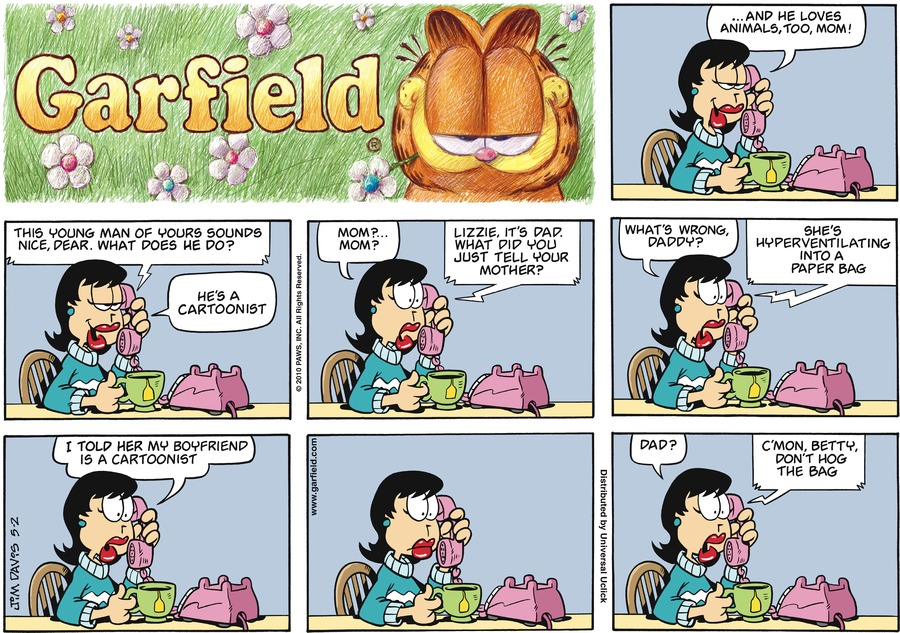 Garfield
®
...AND HE LOVES
ANIMALS, TOO, MOM!
THIS YOUNG MAN OF YOURS SOUNDS
NICE, DEAR. WHAT DOES HE DO?
HE'S A
CARTOONIST
© 2010 PAWS, INC. All Rights Reserved.
MOM?...
MOM?
LIZZIE, IT'S DAD.
WHAT DID YOU
JUST TELL YOUR
MOTHER?
WHAT'S WRONG,
DADDY?
SHE'S
HYPERVENTILATING
INTO A
PAPER BAG
I TOLD HER MY BOYFRIEND
IS A CARTOONIST
JIM DAVIS 5-2
www.garfield.com
Distributed by Universal Uclick
DAD?
C'MON, BETTY,
DON'T HOG
THE BAG